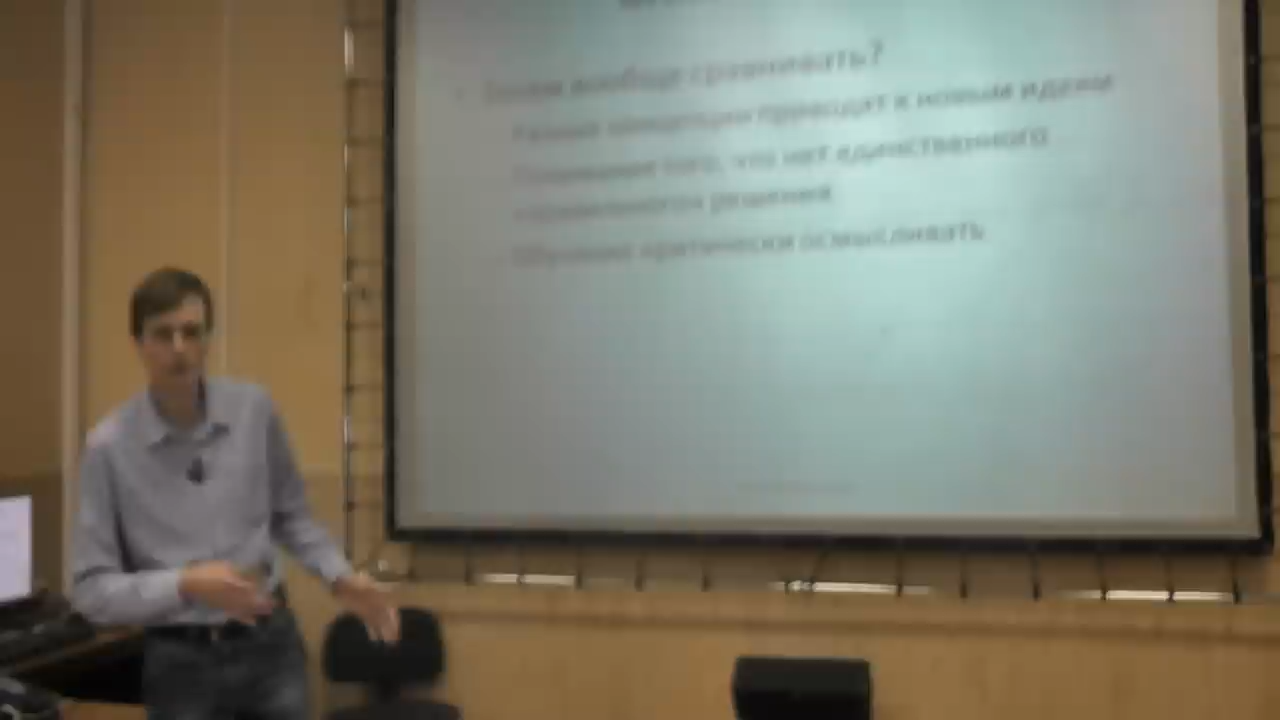 Зачем вообще сравнивать?
Разные концепции приводят к новым идеям
Понимание того, что нет единственного
правильного решения
Обучение критически осмысливать